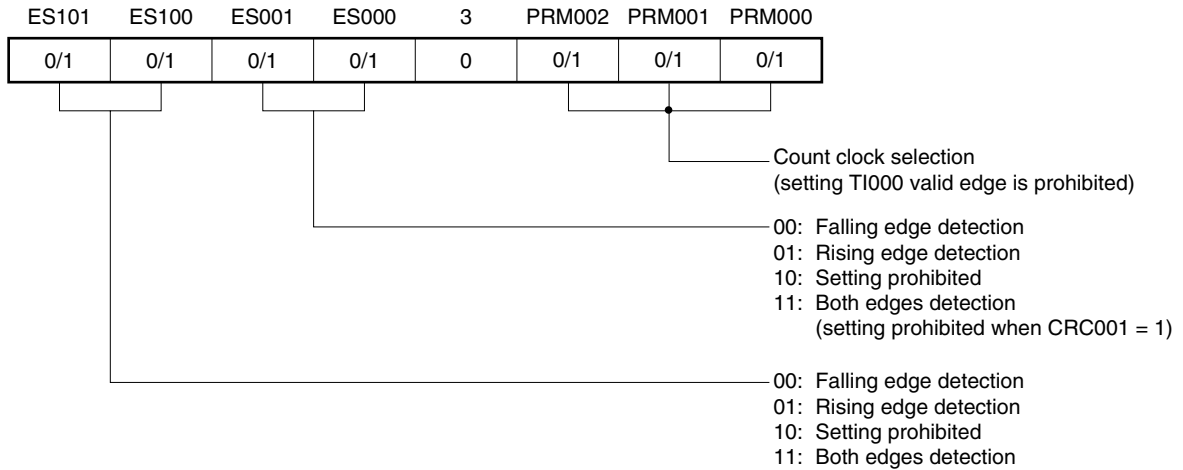 ES101 ES100 ES001 ES000 3 PRM002 PRM001 PRM000
0/1 0/1 0/1 0/1 0 0/1 0/1 0/1
Count clock selection
(setting TI000 valid edge is prohibited)
00: Falling edge detection
01: Rising edge detection
10: Setting prohibited
11: Both edges detection
(setting prohibited when CRC001 = 1)
00: Falling edge detection
01: Rising edge detection
10: Setting prohibited
11: Both edges detection